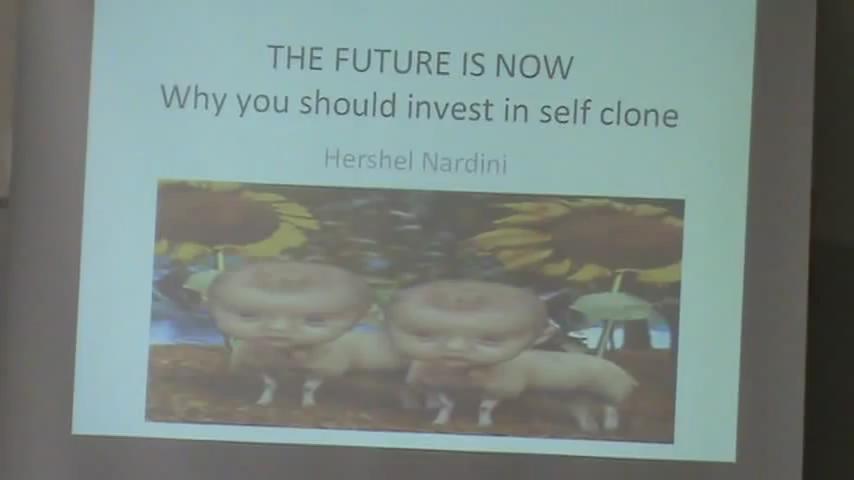 THE FUTURE IS NOW
Why you should invest in self clone
Hershel Nardini